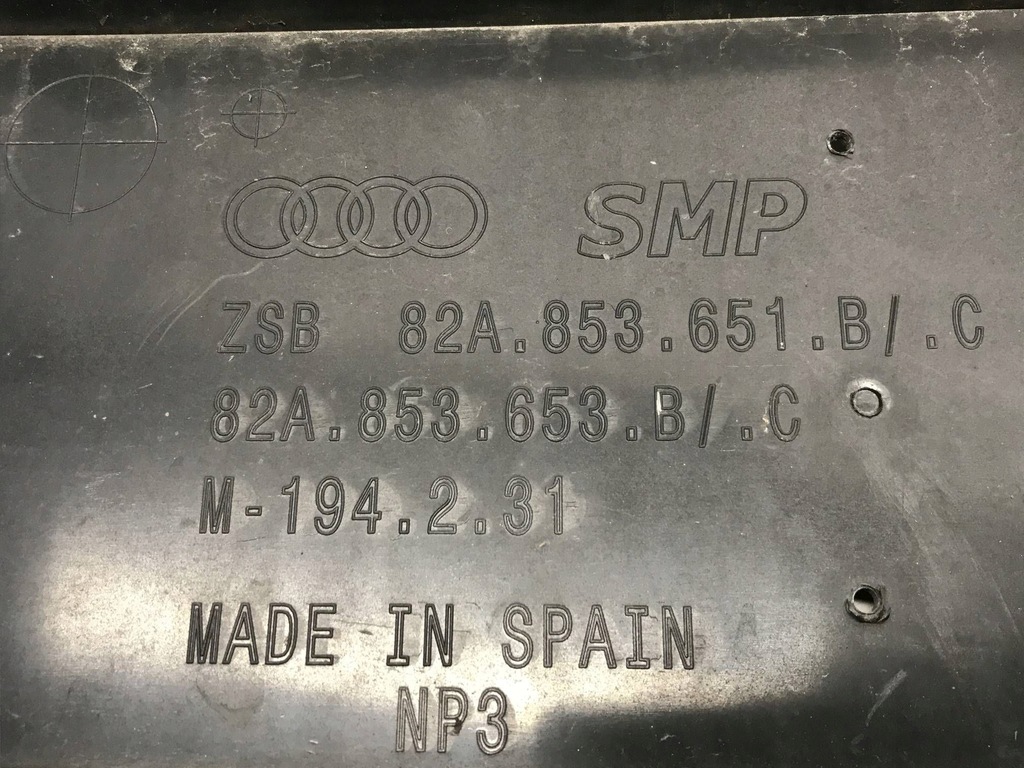 SMP
ZSB 82A.853.651.B/.C
82A.853.653.B/.C
M-194.2.31
MADE IN SPAIN
NP3